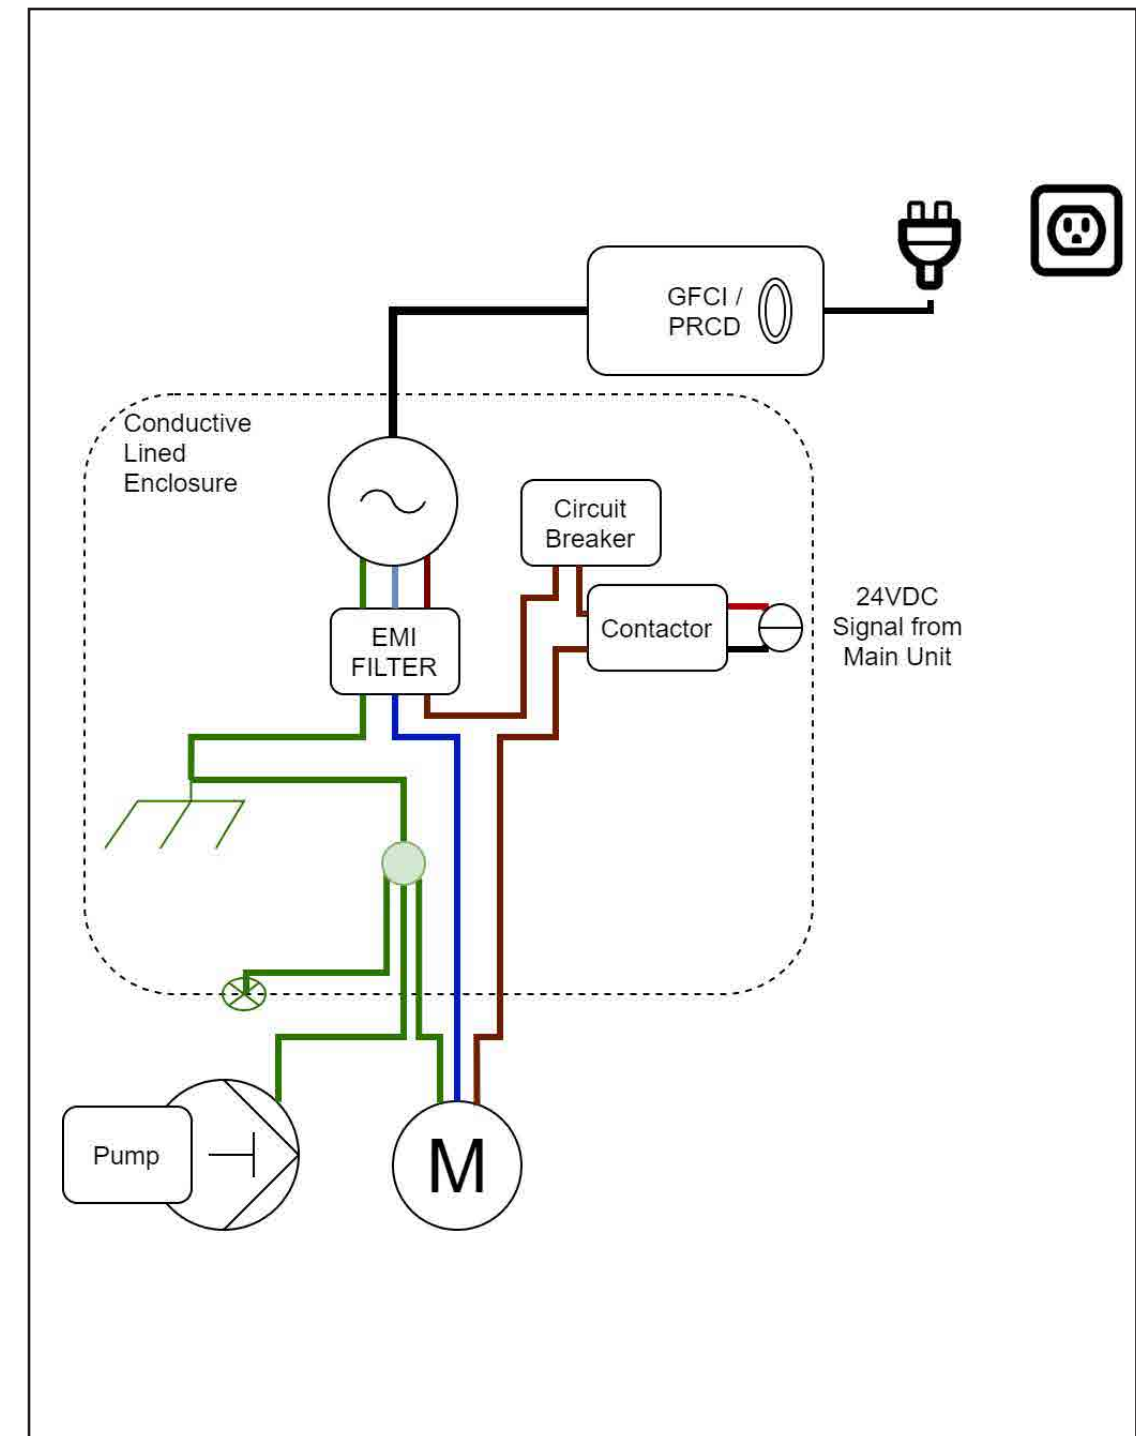 GFCI /
PRCD
Conductive
Lined
Enclosure
Circuit
Breaker
Contactor
24VDC
Signal from
Main Unit
EMI
FILTER
Pump
M